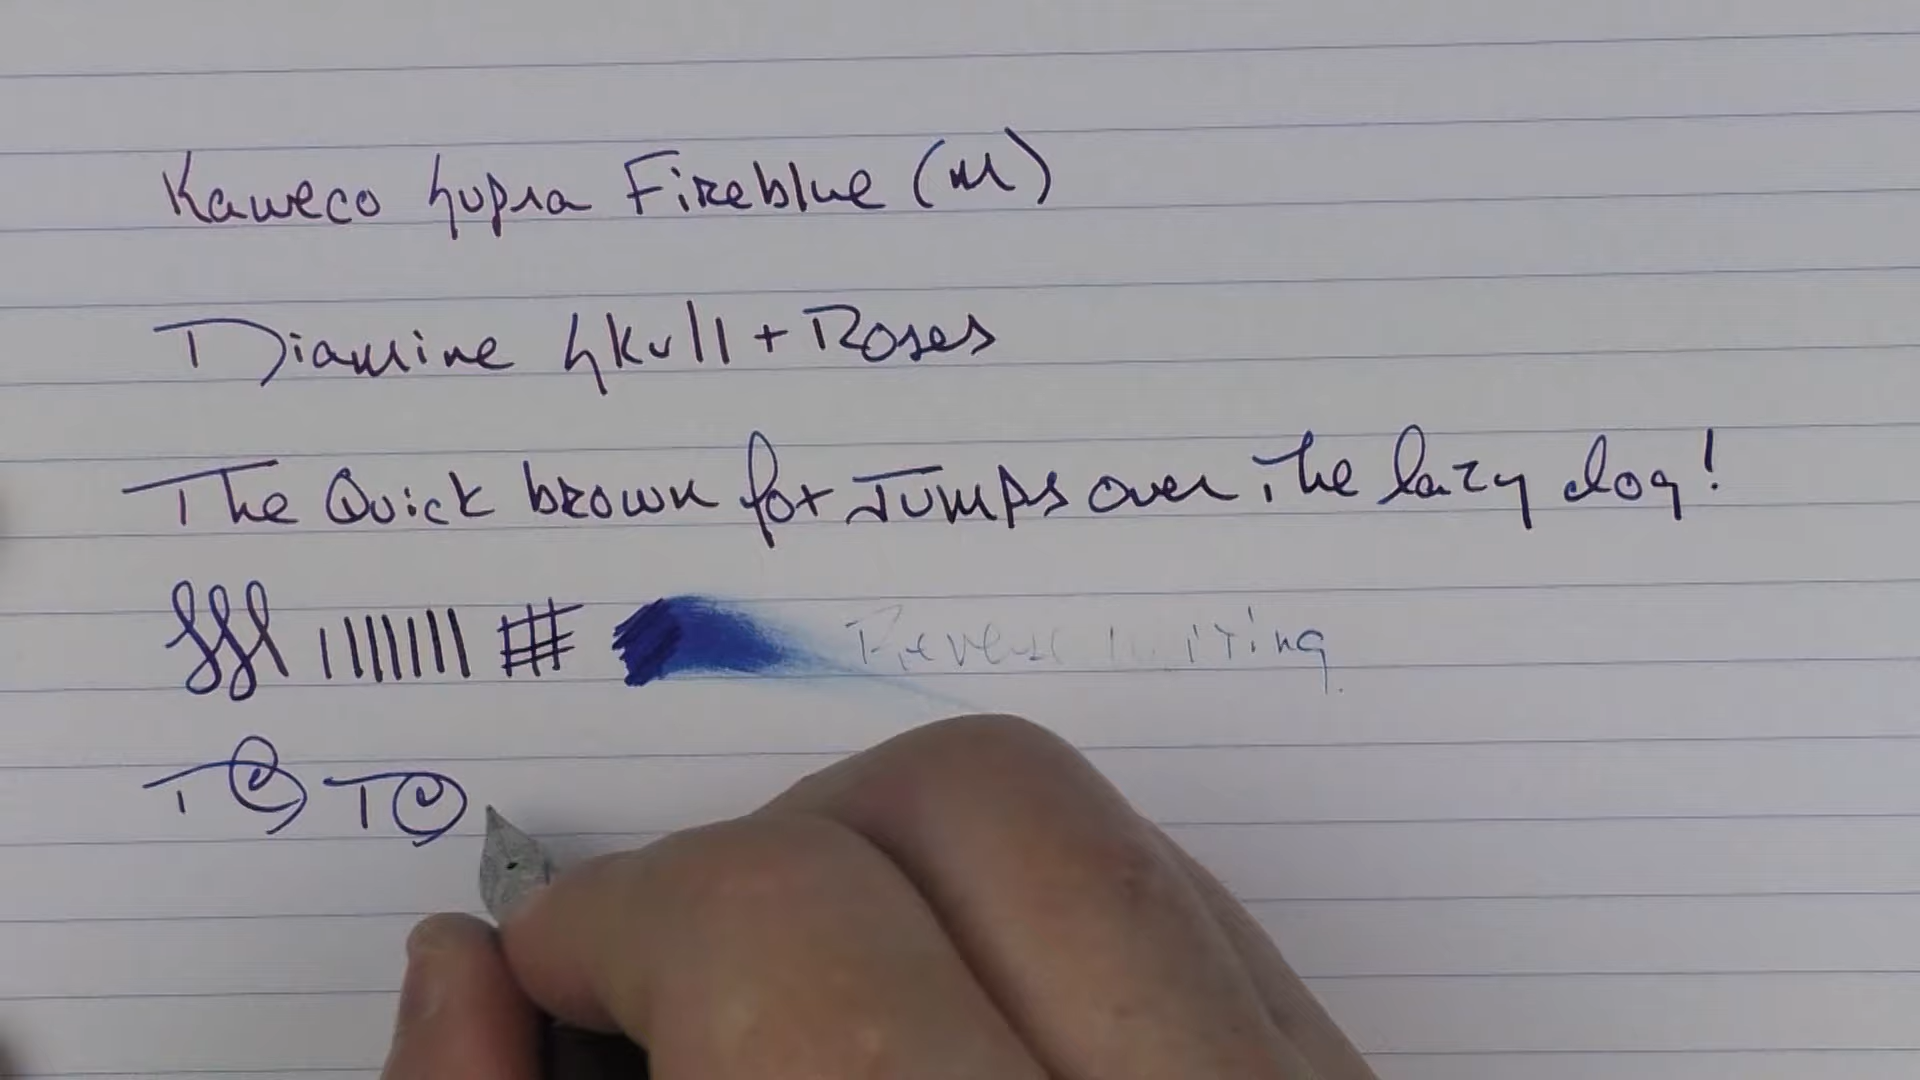 Kaweco Supra Fireblue (M)
Diamine Skull + Roses
The Quick brown fox Jumps over The lazy dog!
Reverse writing